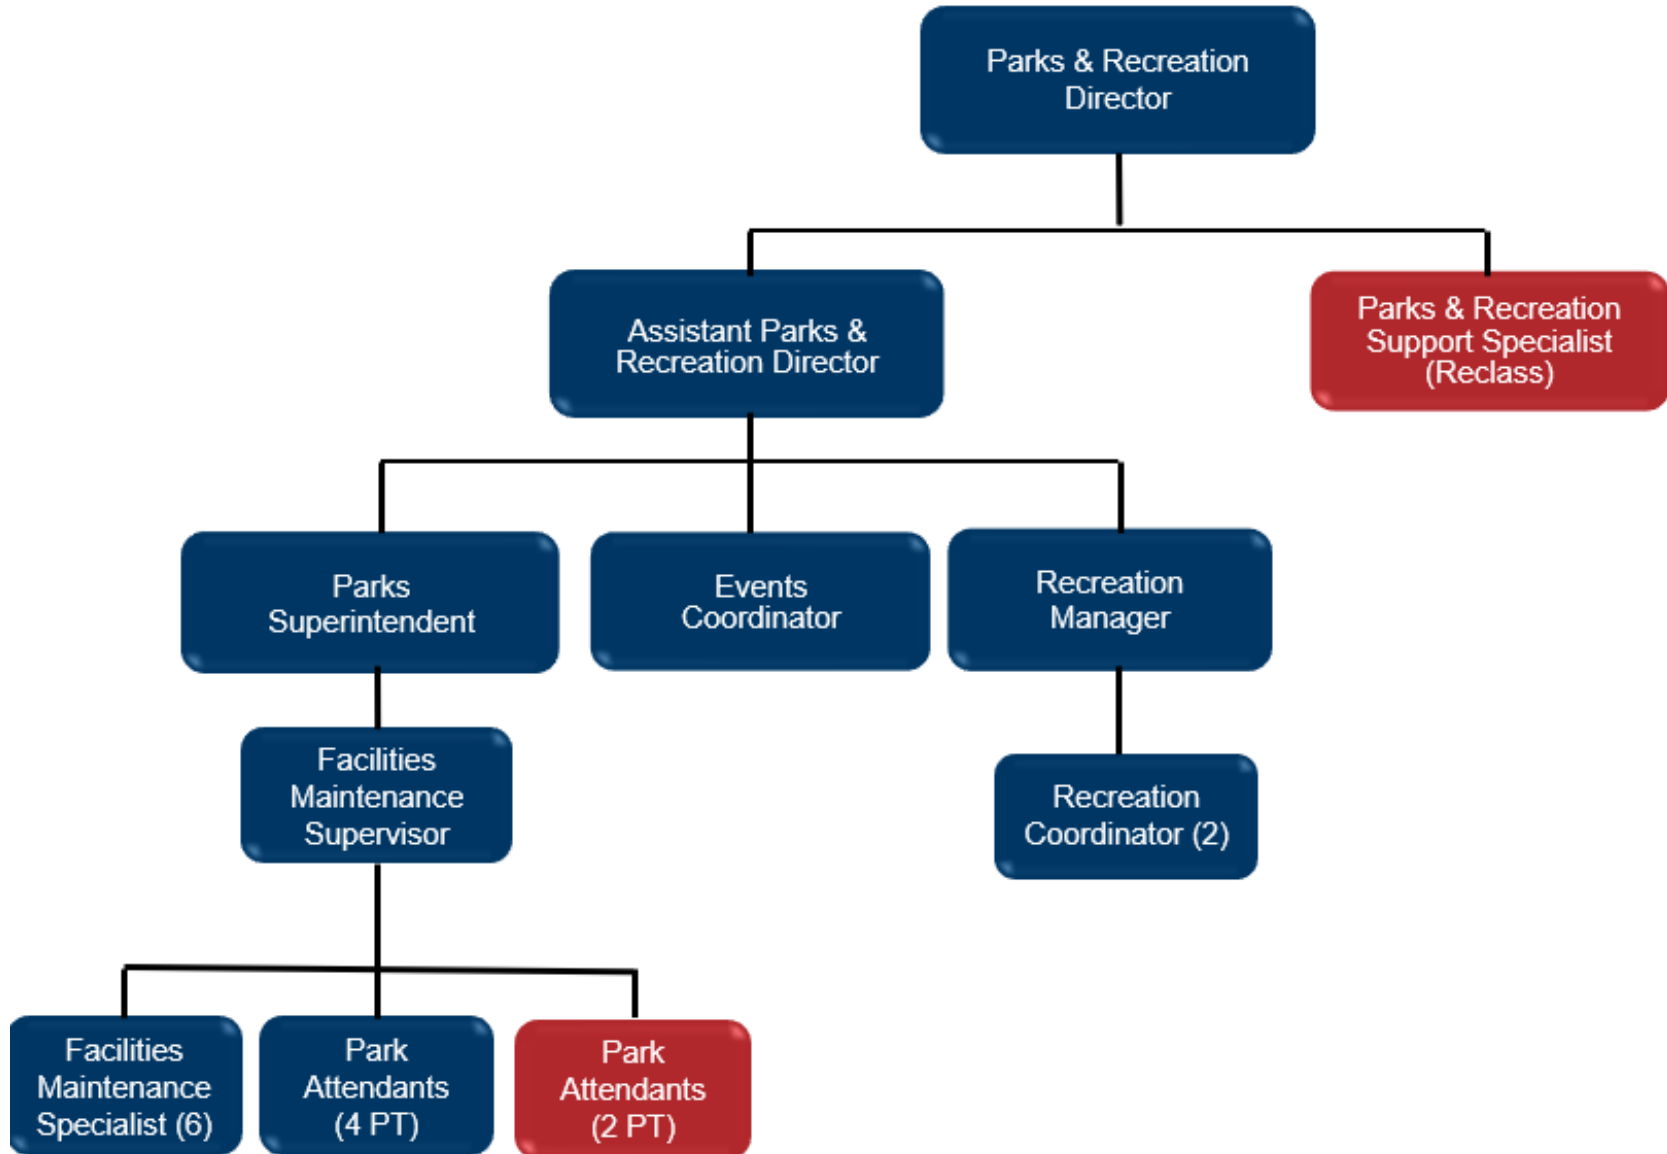 Parks & Recreation
Director
Assistant Parks &
Recreation Director
Parks & Recreation
Support Specialist
(Reclass)
Parks
Superintendent
Events
Coordinator
Recreation
Manager
Facilities
Maintenance
Supervisor
Recreation
Coordinator (2)
Facilities
Maintenance
Specialist (6)
Park
Attendants
(4 PT)
Park
Attendants
(2 PT)